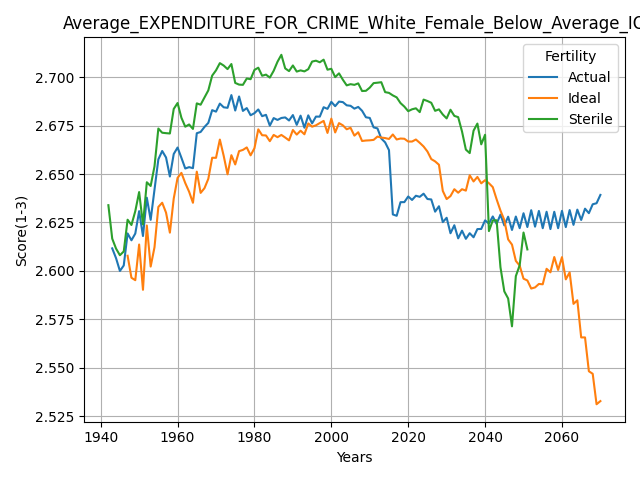 Average_EXPENDITURE_FOR_CRIME_White_Female_Below_Average_IQ
Fertility
Actual
Ideal
Sterile
Score(1-3)
2.700
2.675
2.650
2.625
2.600
2.575
2.550
2.525
1940 1960 1980 2000 2020 2040 2060
Years